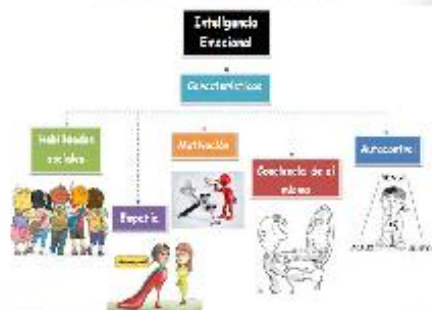 Inteligencia
Emocional
Características
Habilidades
sociales
Empatía
Motivación
Conciencia de sí
mismo
Autocontrol